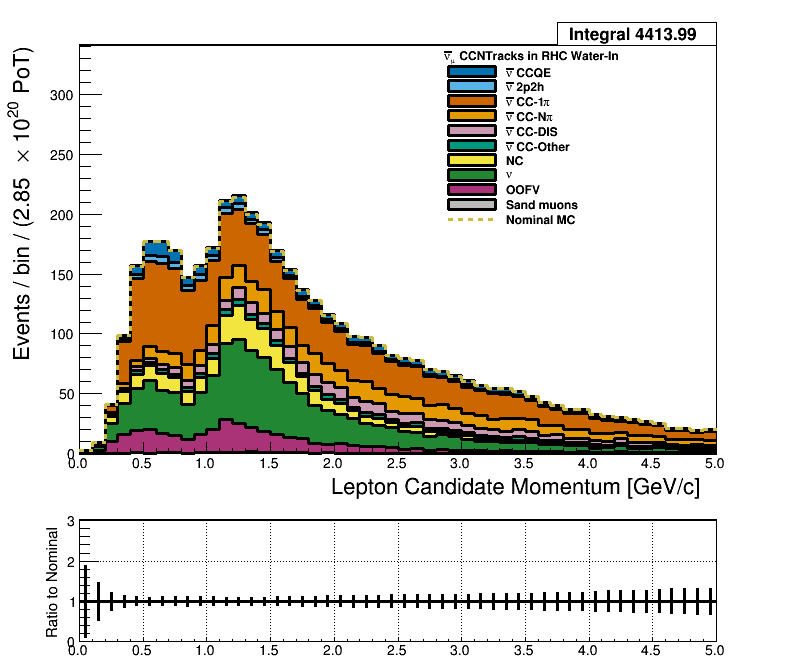 Integral 4413.99
ν̅μ CCNTracks in RHC Water-In
ν̅ CCQE
ν̅ 2p2h
ν̅ CC-1π
ν̅ CC-Nπ
ν̅ CC-DIS
ν̅ CC-Other
NC
ν
OOFV
Sand muons
Nominal MC
Events / bin / (2.85 × 10²⁰ PoT)
300
250
200
150
100
50
0
0.0 0.5 1.0 1.5 2.0 2.5 3.0 3.5 4.0 4.5 5.0
Lepton Candidate Momentum [GeV/c]
Ratio to Nominal
3
2
1
0
0.0 0.5 1.0 1.5 2.0 2.5 3.0 3.5 4.0 4.5 5.0